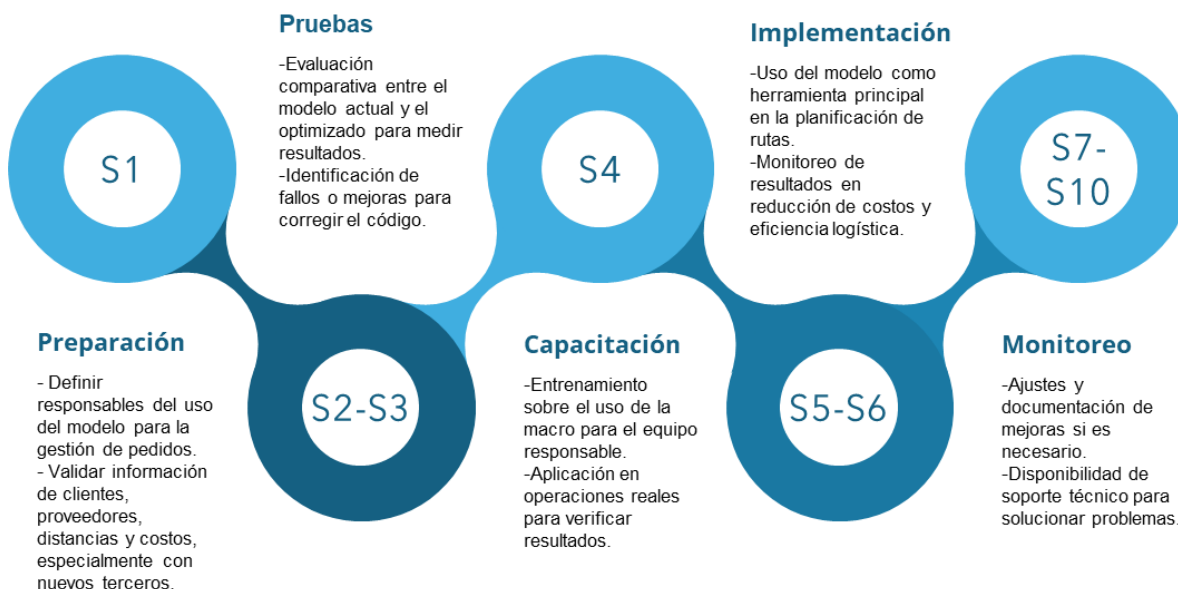 S1
Preparación
- Definir
responsables del uso
del modelo para la
gestión de pedidos.
- Validar información
de clientes,
proveedores,
distancias y costos,
especialmente con
nuevos terceros.
Pruebas
-Evaluación
comparativa entre el
modelo actual y el
optimizado para medir
resultados.
-Identificación de
fallos o mejoras para
corregir el código.
S2-S3
S4
Capacitación
-Entrenamiento
sobre el uso de la
macro para el equipo
responsable.
-Aplicación en
operaciones reales
para verificar
resultados.
Implementación
-Uso del modelo como
herramienta principal
en la planificación de
rutas.
-Monitoreo de
resultados en
reducción de costos y
eficiencia logística.
S5-S6
S7-
S10
Monitoreo
-Ajustes y
documentación de
mejoras si es
necesario.
-Disponibilidad de
soporte técnico para
solucionar problemas.